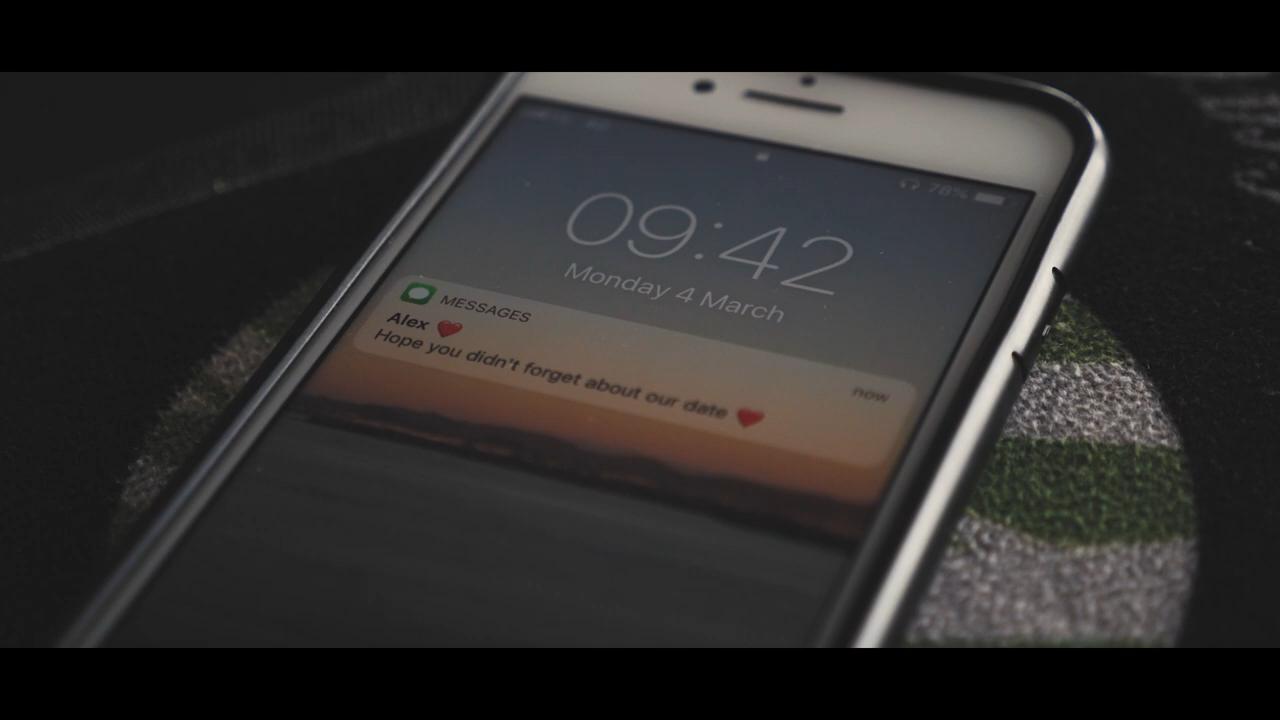 78%
09:42
Monday 4 March
MESSAGES
now
Alex ❤️
Hope you didn't forget about our date ❤️